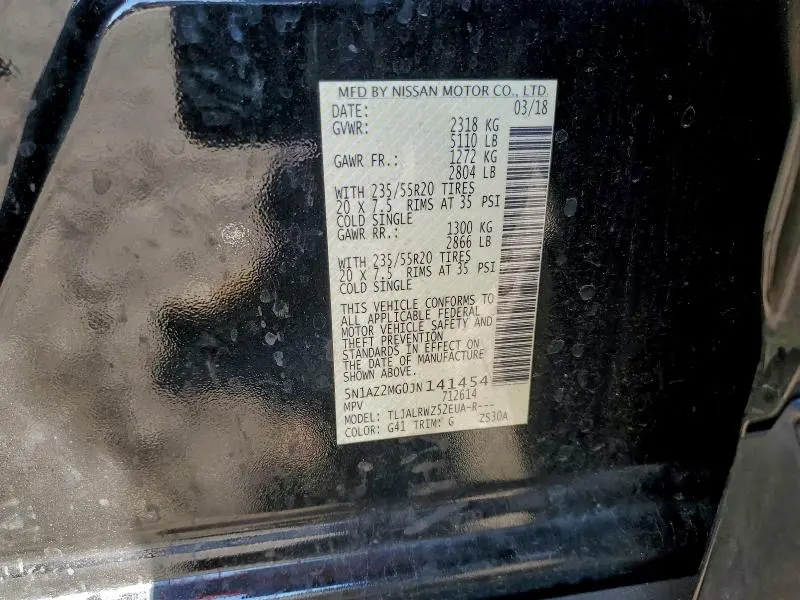 MFD BY NISSAN MOTOR CO., LTD.
DATE: 03/18
GVWR: 2318 KG
5110 LB
GAWR FR.: 1272 KG
2804 LB
WITH 235/55R20 TIRES
20 X 7.5 RIMS AT 35 PSI
COLD SINGLE
GAWR RR.: 1300 KG
2866 LB
WITH 235/55R20 TIRES
20 X 7.5 RIMS AT 35 PSI
COLD SINGLE
THIS VEHICLE CONFORMS TO
ALL APPLICABLE FEDERAL
MOTOR VEHICLE SAFETY AND
THEFT PREVENTION
STANDARDS IN EFFECT ON
THE DATE OF MANUFACTURE
SHOWN ABOVE.
5N1AZ2MG0JN141454
MPV 712614
MODEL: TLJALRWZ52EUA-R---
COLOR: G41 TRIM: G ZS30A